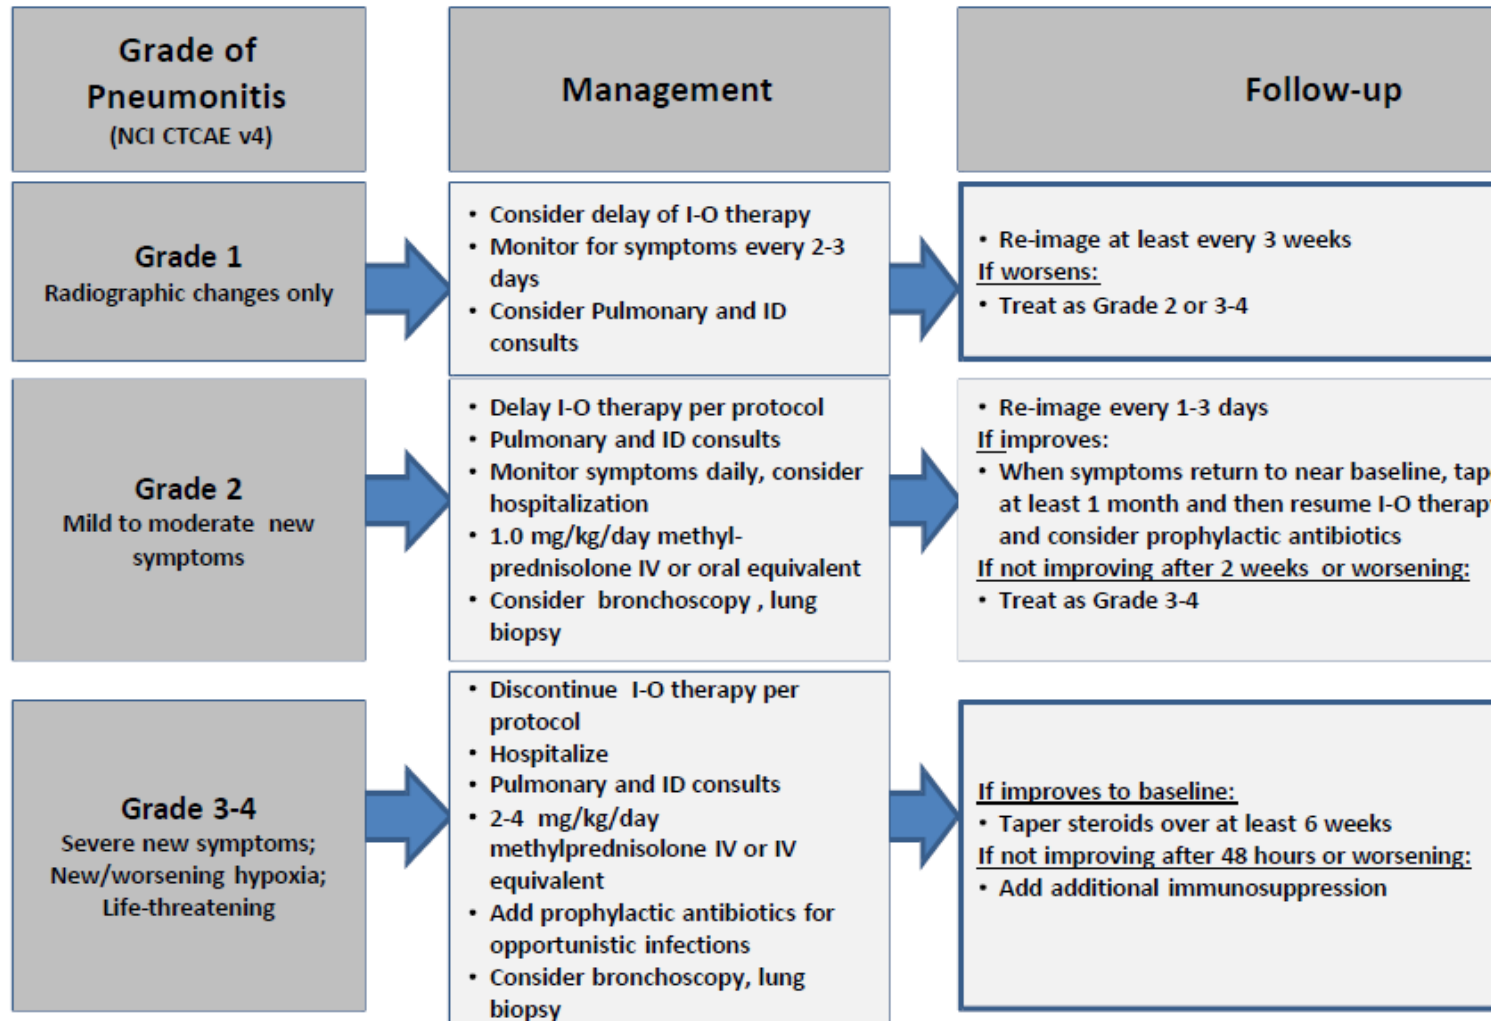 Grade of
Pneumonitis
(NCI CTCAE v4)
Management
Follow-up
Grade 1
Radiographic changes only
• Consider delay of I-O therapy
• Monitor for symptoms every 2-3
days
• Consider Pulmonary and ID
consults
• Re-image at least every 3 weeks
If worsens:
• Treat as Grade 2 or 3-4
Grade 2
Mild to moderate new
symptoms
• Delay I-O therapy per protocol
• Pulmonary and ID consults
• Monitor symptoms daily, consider
hospitalization
• 1.0 mg/kg/day methyl-
prednisolone IV or oral equivalent
• Consider bronchoscopy , lung
biopsy
• Re-image every 1-3 days
If improves:
• When symptoms return to near baseline,
at least 1 month and then resume I-O therapy
and consider prophylactic antibiotics
If not improving after 2 weeks or worsening:
• Treat as Grade 3-4
Grade 3-4
Severe new symptoms;
New/worsening hypoxia;
Life-threatening
• Discontinue I-O therapy per
protocol
• Hospitalize
• Pulmonary and ID consults
• 2-4 mg/kg/day
methylprednisolone IV or IV
equivalent
• Add prophylactic antibiotics for
opportunistic infections
• Consider bronchoscopy, lung
biopsy
If improves to baseline:
• Taper steroids over at least 6 weeks
If not improving after 48 hours or worsening:
• Add additional immunosuppression